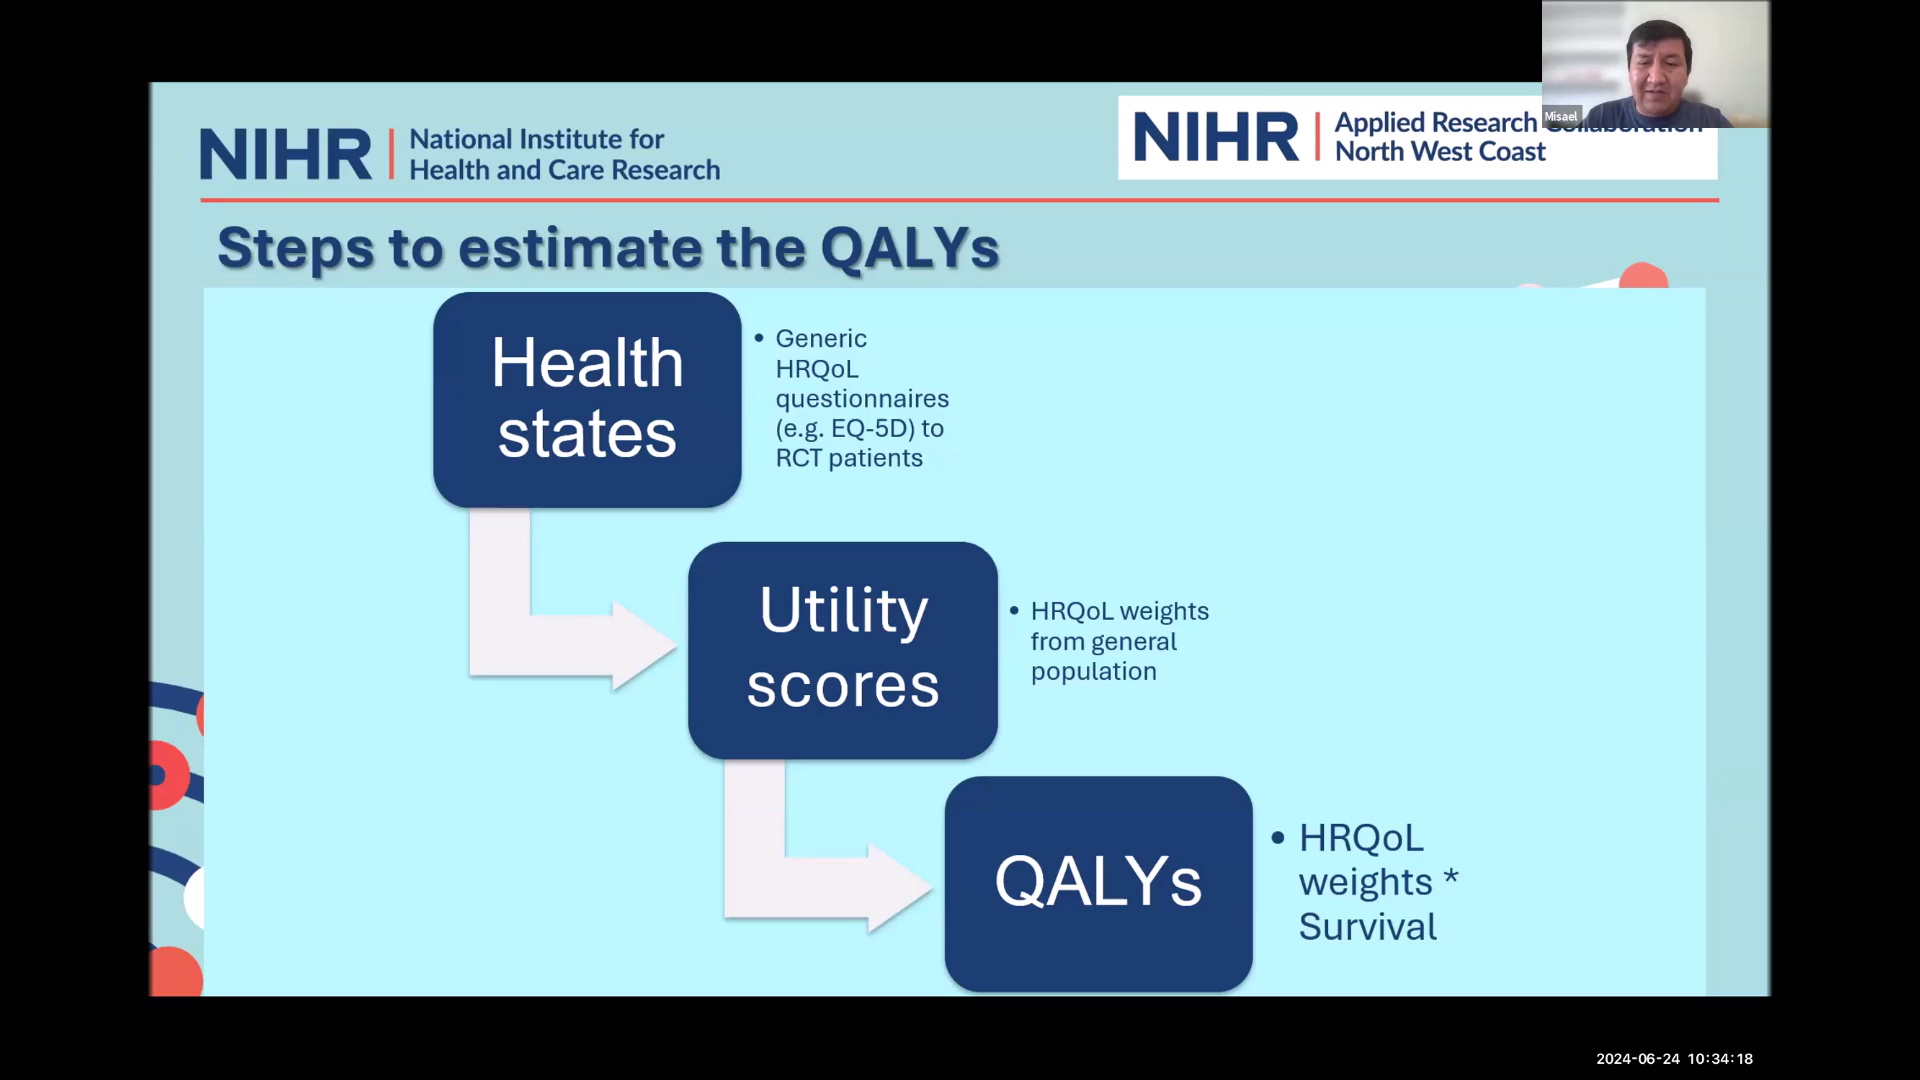 Misael
NIHR | National Institute for
Health and Care Research
NIHR | Applied Research
North West Coast
Steps to estimate the QALYs
Health
states
• Generic
HRQoL
questionnaires
(e.g. EQ-5D) to
RCT patients
Utility
scores
• HRQoL weights
from general
population
QALYs
• HRQoL
weights *
Survival
2024-06-24 10:34:18